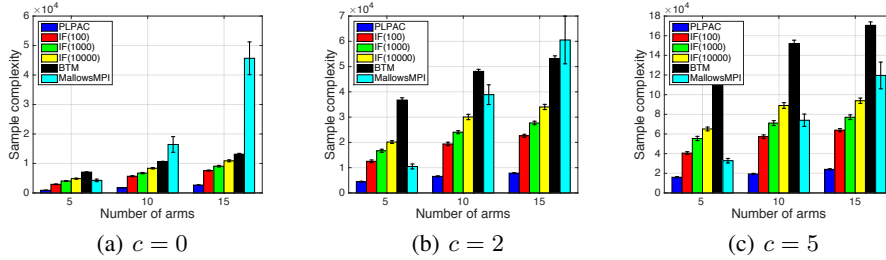 ×10⁴
Sample complexity
6
5
4
3
2
1
0
PLPAC
IF(100)
IF(1000)
IF(10000)
BTM
MallowsMPI
5 10 15
Number of arms
(a) c = 0
×10⁴
Sample complexity
7
6
5
4
3
2
1
0
PLPAC
IF(100)
IF(1000)
IF(10000)
BTM
MallowsMPI
5 10 15
Number of arms
(b) c = 2
×10⁴
Sample complexity
18
16
14
12
10
8
6
4
2
0
PLPAC
IF(100)
IF(1000)
IF(10000)
BTM
MallowsMPI
5 10 15
Number of arms
(c) c = 5